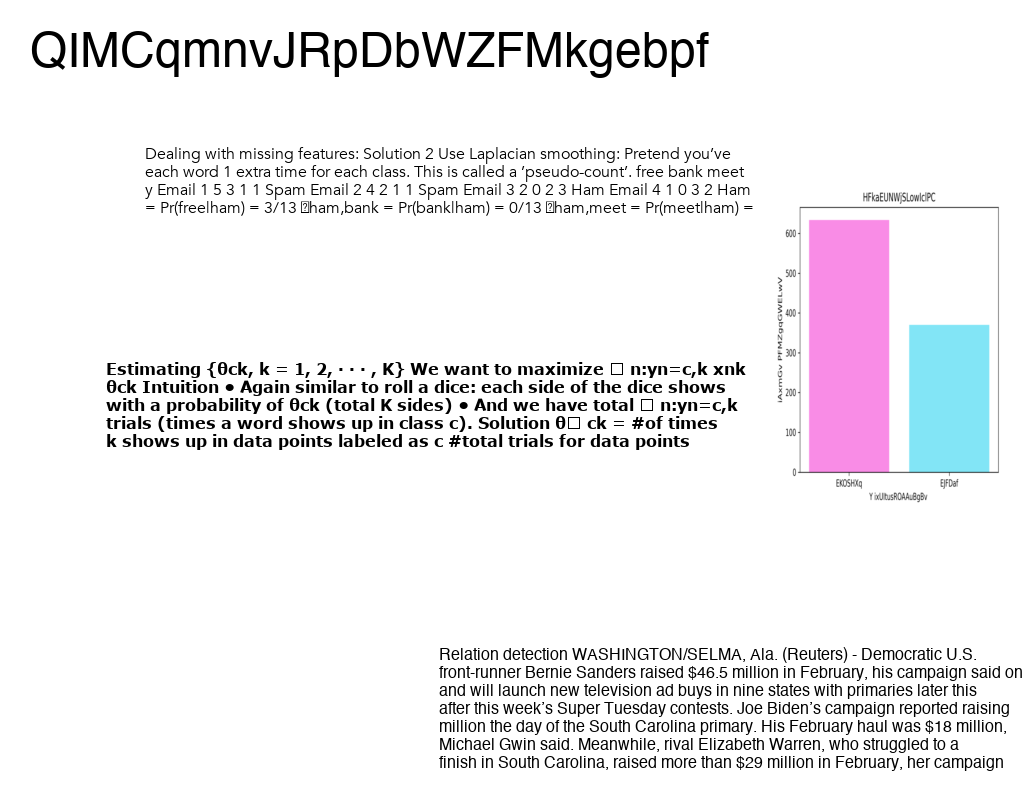 QIMCqmnvJRpDbWZFMkgebpf
Dealing with missing features: Solution 2 Use Laplacian smoothing: Pretend you’ve
each word 1 extra time for each class. This is called a ’pseudo-count’. free bank meet
y Email 1 5 3 1 1 Spam Email 2 4 2 1 1 Spam Email 3 2 0 2 3 Ham Email 4 1 0 3 2 Ham
= Pr(free|ham) = 3/13 ⍰ham,bank = Pr(bank|ham) = 0/13 ⍰ham,meet = Pr(meet|ham) =
HFkaEUNWjSLowlclPC
600
500
400
300
200
100
0
EKOSHXq
EJFDaf
Y ixUltusROAAuBgBv
Estimating {θck, k = 1, 2, · · · , K} We want to maximize □ n:yn=c,k xnk
θck Intuition • Again similar to roll a dice: each side of the dice shows
with a probability of θck (total K sides) • And we have total □ n:yn=c,k
trials (times a word shows up in class c). Solution θ□ ck = #of times
k shows up in data points labeled as c #total trials for data points
Relation detection WASHINGTON/SELMA, Ala. (Reuters) - Democratic U.S.
front-runner Bernie Sanders raised $46.5 million in February, his campaign said on
and will launch new television ad buys in nine states with primaries later this
after this week’s Super Tuesday contests. Joe Biden’s campaign reported raising
million the day of the South Carolina primary. His February haul was $18 million,
Michael Gwin said. Meanwhile, rival Elizabeth Warren, who struggled to a
finish in South Carolina, raised more than $29 million in February, her campaign